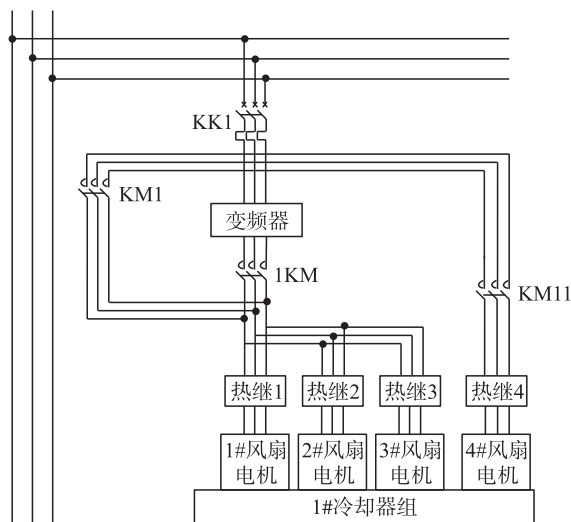 KK1
KM1
变频器
1KM
KM11
热继1
热继2
热继3
热继4
1#风扇
电机
2#风扇
电机
3#风扇
电机
4#风扇
电机
1#冷却器组